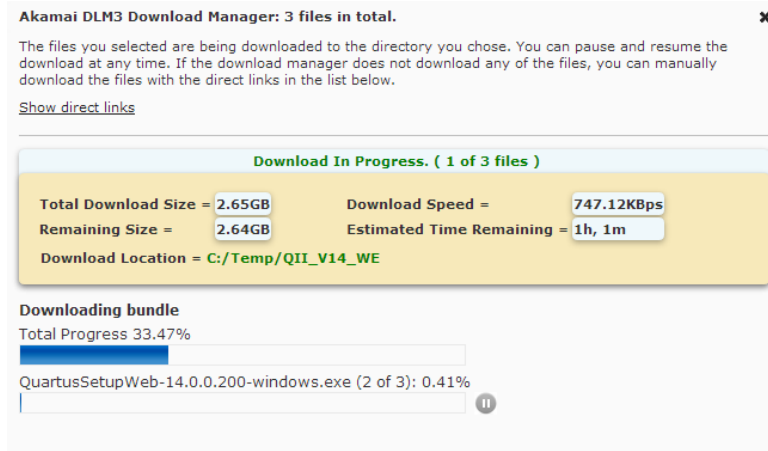 Akamai DLM3 Download Manager: 3 files in total.
The files you selected are being downloaded to the directory you chose. You can pause and resume the
download at any time. If the download manager does not download any of the files, you can manually
download the files with the direct links in the list below.
Show direct links
Download In Progress. ( 1 of 3 files )
Total Download Size = 2.65GB Download Speed = 747.12KBps
Remaining Size = 2.64GB Estimated Time Remaining = 1h, 1m
Download Location = C:/Temp/QII_V14_WE
Downloading bundle
Total Progress 33.47%
QuartusSetupWeb-14.0.0.200-windows.exe (2 of 3): 0.41%